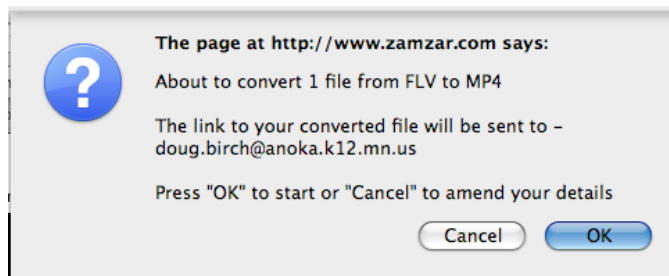 The page at http://www.zamzar.com says:
About to convert 1 file from FLV to MP4
The link to your converted file will be sent to –
doug.birch@anoka.k12.mn.us
Press "OK" to start or "Cancel" to amend your details
Cancel OK